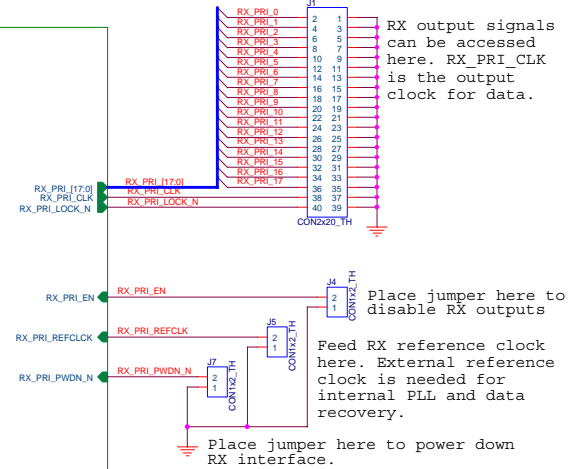 J1
RX_PRI_0
RX_PRI_1
RX_PRI_2
RX_PRI_3
RX_PRI_4
RX_PRI_5
RX_PRI_6
RX_PRI_7
RX_PRI_8
RX_PRI_9
RX_PRI_10
RX_PRI_11
RX_PRI_12
RX_PRI_13
RX_PRI_14
RX_PRI_15
RX_PRI_16
RX_PRI_17
2 1
4 3
6 5
8 7
10 9
12 11
14 13
16 15
18 17
20 19
22 21
24 23
26 25
28 27
30 29
32 31
34 33
36 35
38 37
40 39
CON2x20_TH
RX output signals
can be accessed
here. RX_PRI_CLK
is the output
clock for data.
RX_PRI_[17:0] RX_PRI_[17:0]
RX_PRI_CLK RX_PRI_CLK
RX_PRI_LOCK_N RX_PRI_LOCK_N
RX_PRI_EN RX_PRI_EN
J4
2
1
CON1x2_TH
Place jumper here to
disable RX outputs
RX_PRI_REFCLCK RX_PRI_REFCLK
J5
2
1
CON1x2_TH
Feed RX reference clock
here. External reference
clock is needed for
internal PLL and data
recovery.
RX_PRI_PWDN_N RX_PRI_PWDN_N
J7
2
1
CON1x2_TH
Place jumper here to power down
RX interface.